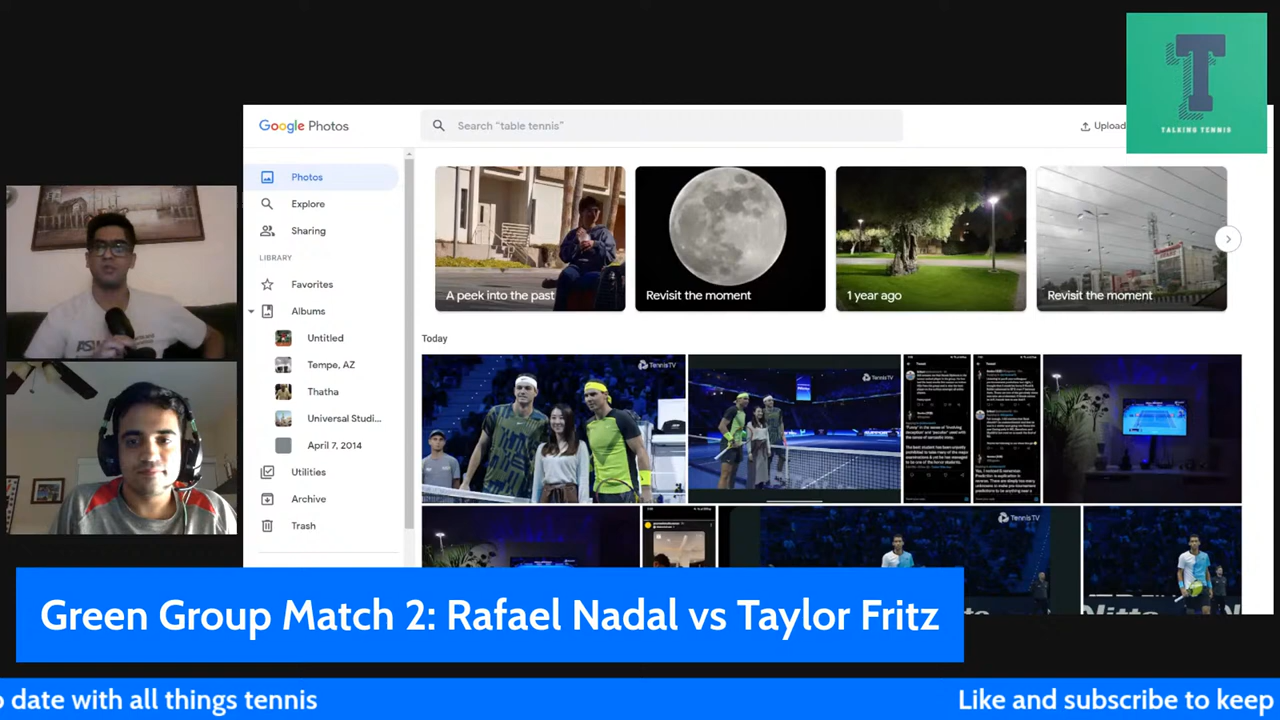 T
TALKING TENNIS
Google Photos
Search "table tennis"
Upload
Photos
Explore
Sharing
LIBRARY
Favorites
Albums
Untitled
Tempe, AZ
Thatha
Universal Studi...
April 7, 2014
Utilities
Archive
Trash
A peek into the past
Revisit the moment
1 year ago
Revisit the moment
Today
TennisTV
TennisTV
TennisTV
Nitto
Green Group Match 2: Rafael Nadal vs Taylor Fritz
o date with all things tennis
Like and subscribe to keep